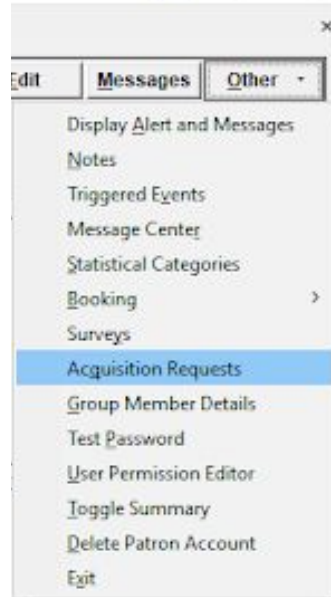 Edit Messages Other
Display Alert and Messages
Notes
Triggered Events
Message Center
Statistical Categories
Booking
Surveys
Acquisition Requests
Group Member Details
Test Password
User Permission Editor
Toggle Summary
Delete Patron Account
Exit